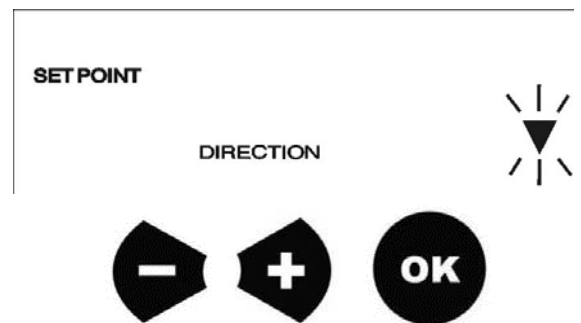 SET POINT
DIRECTION
- + OK